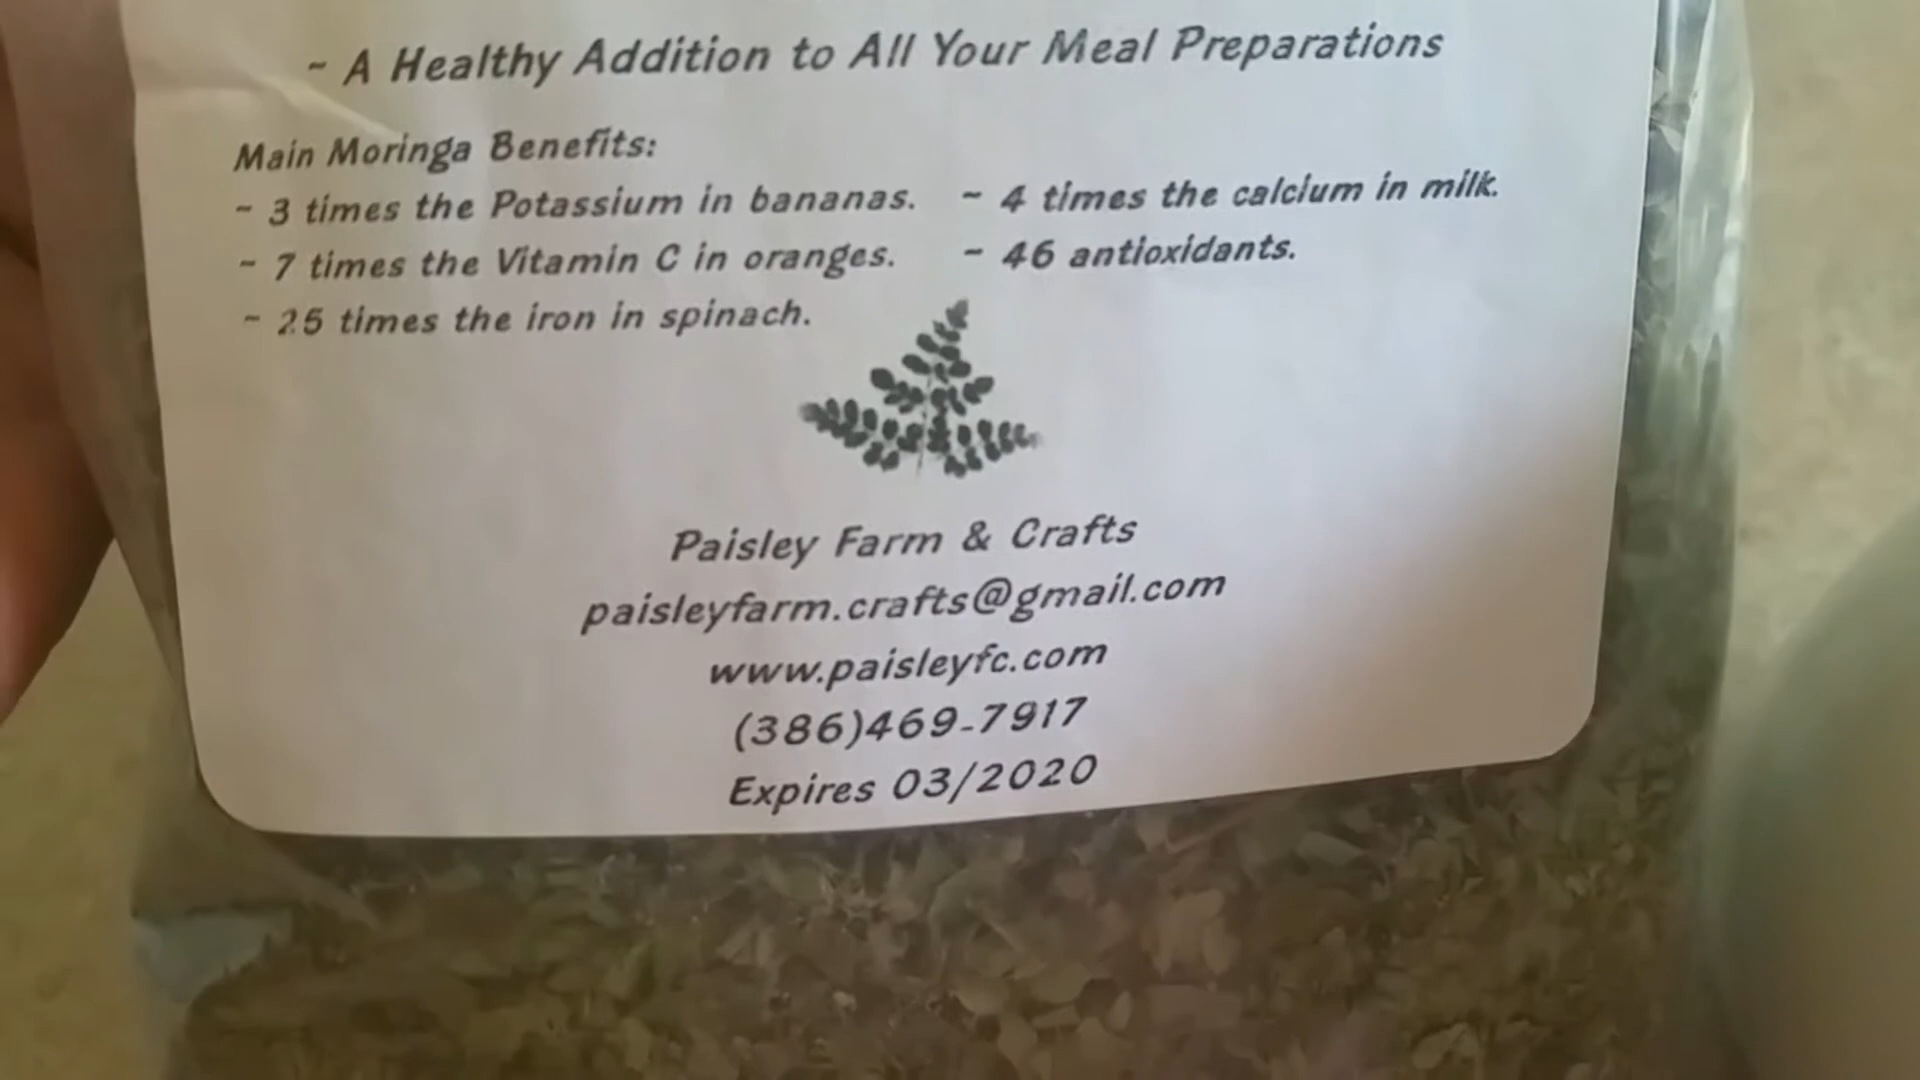 ~ A Healthy Addition to All Your Meal Preparations
Main Moringa Benefits:
~ 3 times the Potassium in bananas. ~ 4 times the calcium in milk.
~ 7 times the Vitamin C in oranges. ~ 46 antioxidants.
~ 25 times the iron in spinach.
Paisley Farm & Crafts
paisleyfarm.crafts@gmail.com
www.paisleyfc.com
(386)469-7917
Expires 03/2020